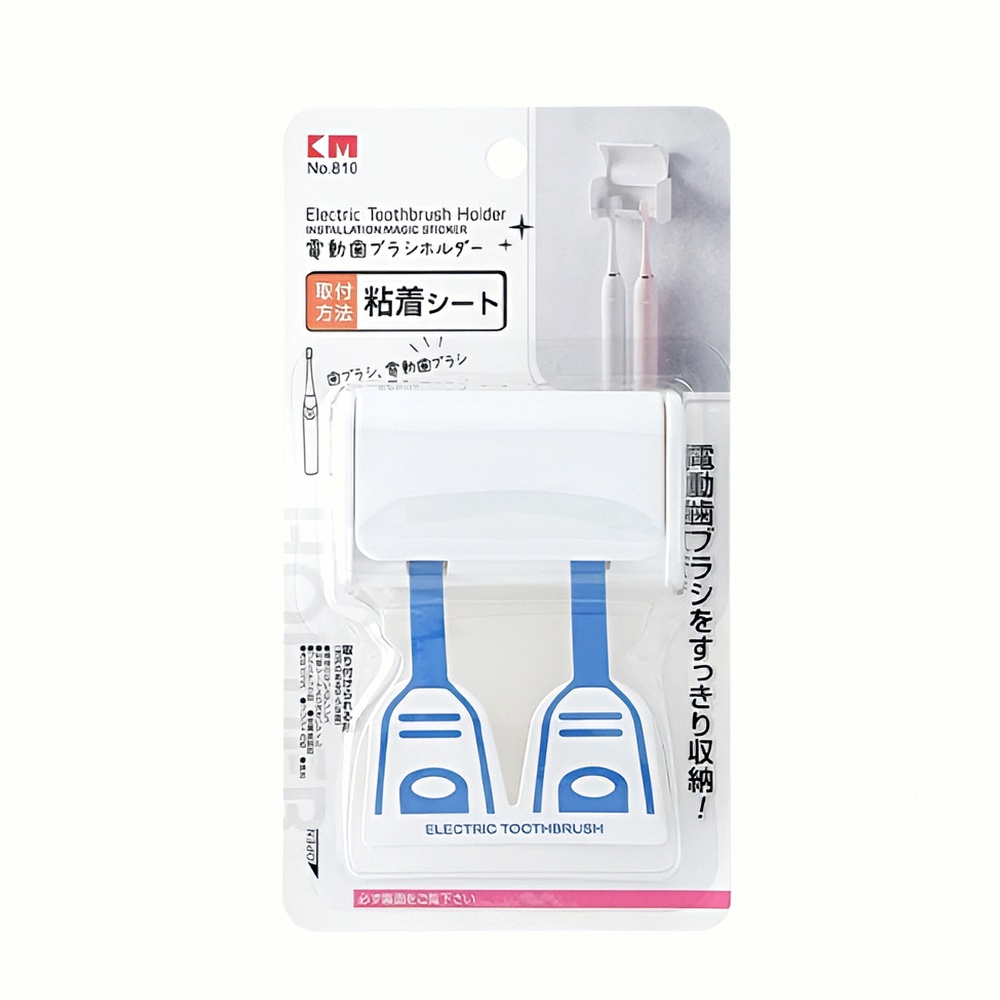 KM
No.810
Electric Toothbrush Holder
INSTALLATION MAGIC STICKER
電動歯ブラシホルダー
取付方法
粘着シート
歯ブラシ、電動歯ブラシ
電動歯ブラシをすっきり収納！
HOLDER
ELECTRIC TOOTHBRUSH
OPEN
必ず裏面をご覧下さい